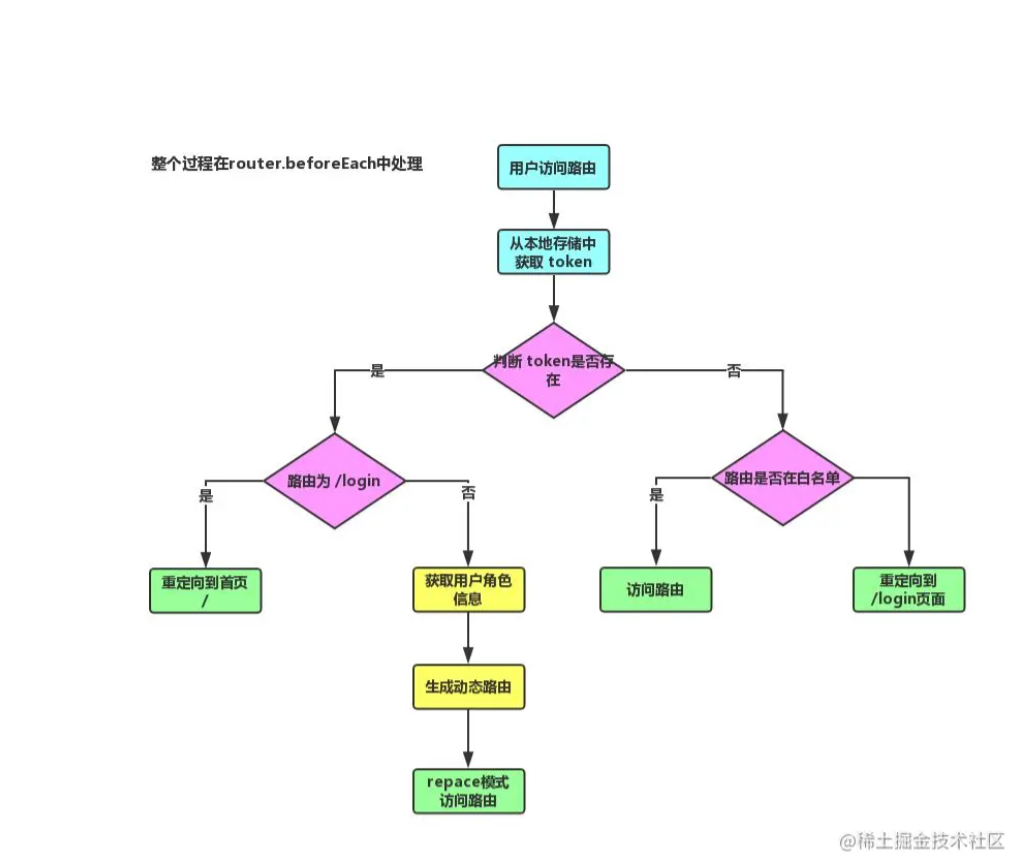 整个过程在router.beforeEach中处理
用户访问路由
从本地存储中
获取 token
判断 token是否存
在
是
否
路由为 /login
路由是否在白名单
是
否
是
重定向到首页
/
获取用户角色
信息
访问路由
重定向到
/login页面
生成动态路由
repace模式
访问路由
@稀土掘金技术社区